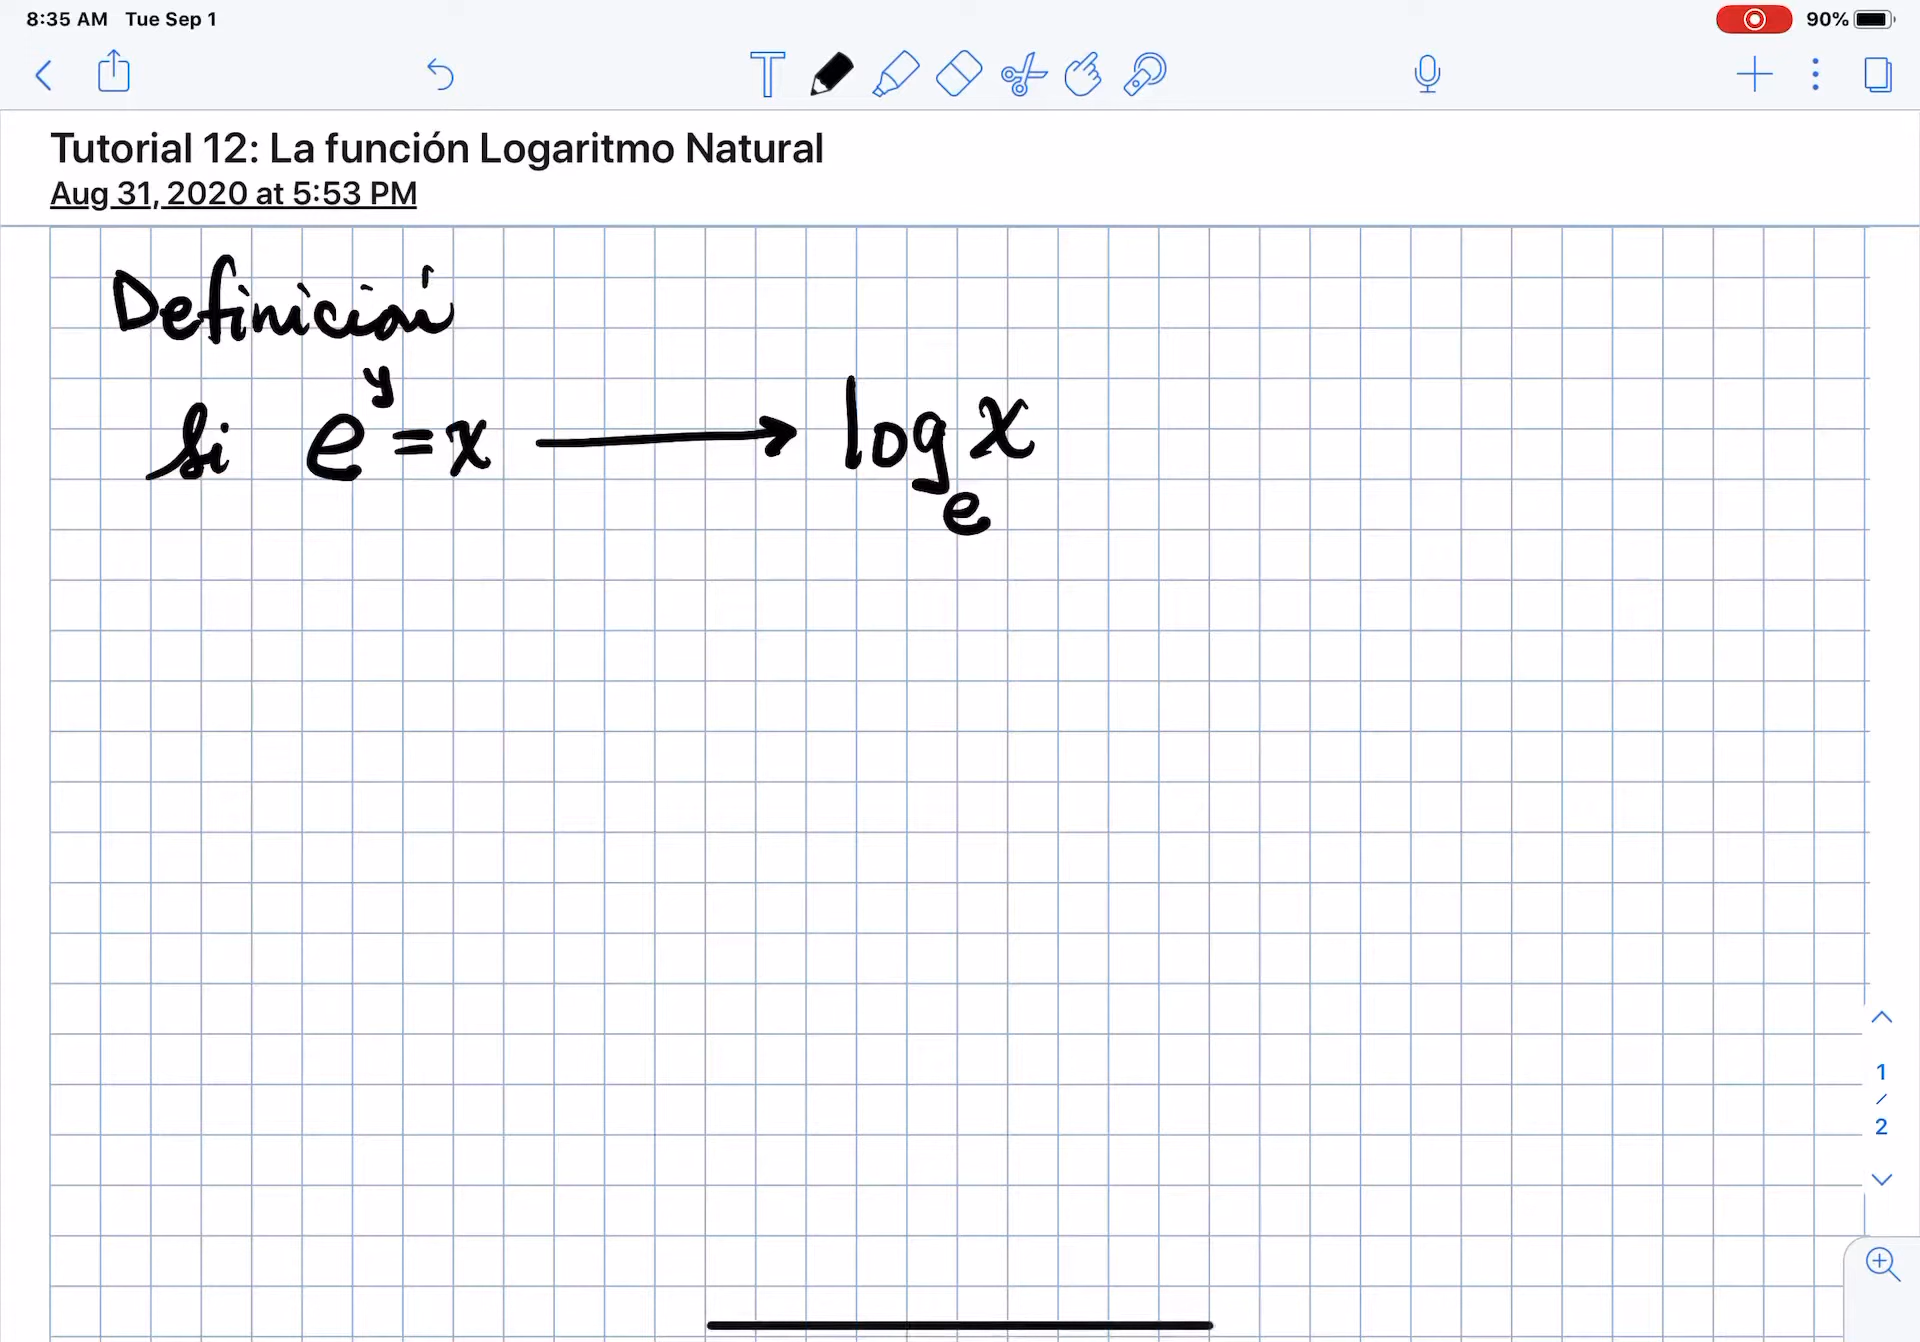 8:35 AM Tue Sep 1 90%
Tutorial 12: La función Logaritmo Natural
Aug 31, 2020 at 5:53 PM
Definición
si e^y = x → log_e x
1
/
2